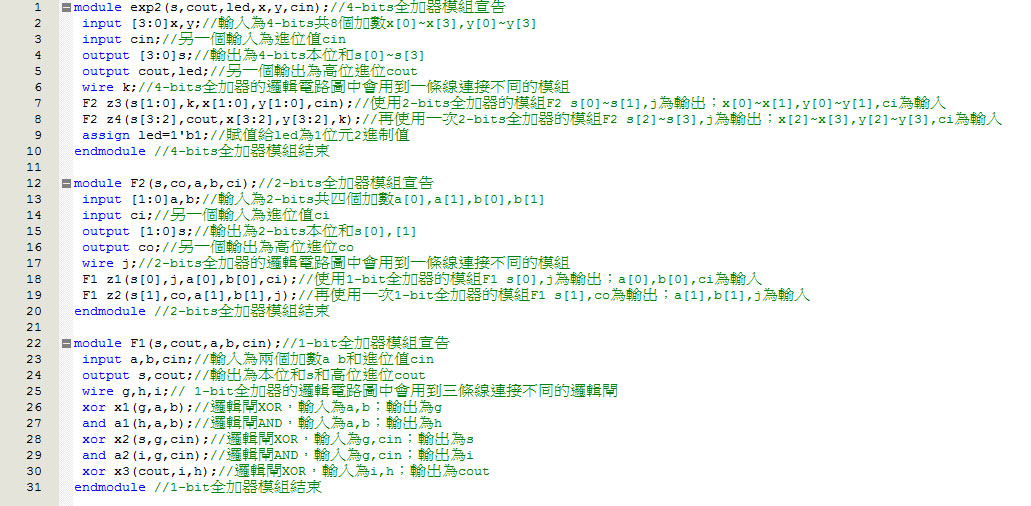 1 module exp2(s,cout,led,x,y,cin);//4-bits全加器模組宣告
2 input [3:0]x,y;//輸入為4-bits共8個加數x[0]~x[3],y[0]~y[3]
3 input cin;//另一個輸入為進位值cin
4 output [3:0]s;//輸出為4-bits本位和s[0]~s[3]
5 output cout,led;//另一個輸出為高位進位cout
6 wire k;//4-bits全加器的邏輯電路圖中會用到一條線連接不同的模組
7 F2 z3(s[1:0],k,x[1:0],y[1:0],cin);//使用2-bits全加器的模組F2 s[0]~s[1],j為輸出；x[0]~x[1],y[0]~y[1],ci為輸入
8 F2 z4(s[3:2],cout,x[3:2],y[3:2],k);//再使用一次2-bits全加器的模組F2 s[2]~s[3],j為輸出；x[2]~x[3],y[2]~y[3],ci為輸入
9 assign led=1'b1;//賦值給led為1位元2進制值
10 endmodule //4-bits全加器模組結束
11
12 module F2(s,co,a,b,ci);//2-bits全加器模組宣告
13 input [1:0]a,b;//輸入為2-bits共四個加數a[0],a[1],b[0],b[1]
14 input ci;//另一個輸入為進位值ci
15 output [1:0]s;//輸出為2-bits本位和s[0],[1]
16 output co;//另一個輸出為高位進位co
17 wire j;//2-bits全加器的邏輯電路圖中會用到一條線連接不同的模組
18 F1 z1(s[0],j,a[0],b[0],ci);//使用1-bit全加器的模組F1 s[0],j為輸出；a[0],b[0],ci為輸入
19 F1 z2(s[1],co,a[1],b[1],j);//再使用一次1-bit全加器的模組F1 s[1],co為輸出；a[1],b[1],j為輸入
20 endmodule //2-bits全加器模組結束
21
22 module F1(s,cout,a,b,cin);//1-bit全加器模組宣告
23 input a,b,cin;//輸入為兩個加數a b和進位值cin
24 output s,cout;//輸出為本位和s和高位進位cout
25 wire g,h,i;// 1-bit全加器的邏輯電路圖中會用到三條線連接不同的邏輯閘
26 xor x1(g,a,b);//邏輯閘XOR，輸入為a,b；輸出為g
27 and a1(h,a,b);//邏輯閘AND，輸入為a,b；輸出為h
28 xor x2(s,g,cin);//邏輯閘XOR，輸入為g,cin；輸出為s
29 and a2(i,g,cin);//邏輯閘AND，輸入為g,cin；輸出為i
30 xor x3(cout,i,h);//邏輯閘XOR，輸入為i,h；輸出為cout
31 endmodule //1-bit全加器模組結束